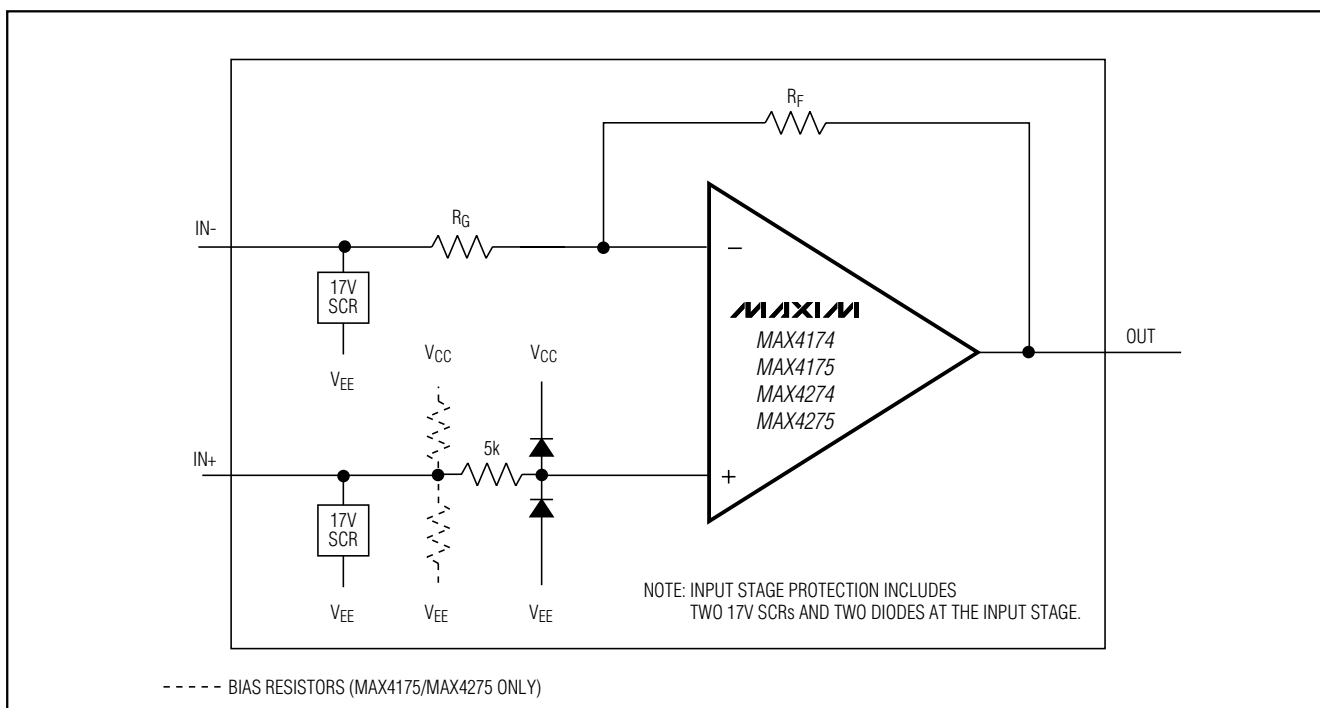 RF
IN-
RG
17V
SCR
VEE
−
MAXIM
MAX4174
MAX4175
MAX4274
MAX4275
OUT
VCC
VCC
IN+
5k
+
17V
SCR
VEE
VEE
VEE
NOTE: INPUT STAGE PROTECTION INCLUDES
TWO 17V SCRs AND TWO DIODES AT THE INPUT STAGE.
----- BIAS RESISTORS (MAX4175/MAX4275 ONLY)